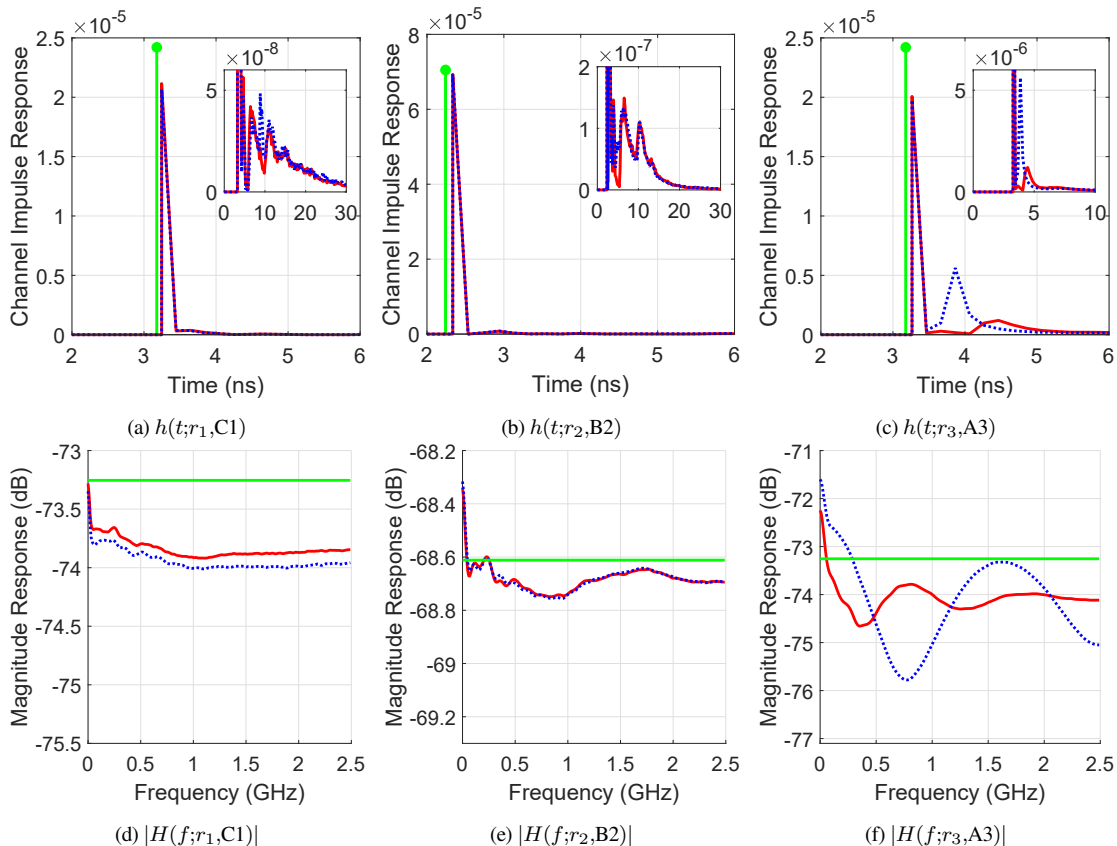 ×10^-5
2.5
2
1.5
1
0.5
0
2 3 4 5 6
Time (ns)
Channel Impulse Response
×10^-8
5
0
0 10 20 30
(a) h(t;r₁,C1)
×10^-5
8
6
4
2
0
2 3 4 5 6
Time (ns)
Channel Impulse Response
×10^-7
2
1
0
0 10 20 30
(b) h(t;r₂,B2)
×10^-5
2.5
2
1.5
1
0.5
0
2 3 4 5 6
Time (ns)
Channel Impulse Response
×10^-6
5
0
0 5 10
(c) h(t;r₃,A3)
-73
-73.5
-74
-74.5
-75
-75.5
0 0.5 1 1.5 2 2.5
Frequency (GHz)
Magnitude Response (dB)
(d) |H(f;r₁,C1)|
-68.2
-68.4
-68.6
-68.8
-69
-69.2
0 0.5 1 1.5 2 2.5
Frequency (GHz)
Magnitude Response (dB)
(e) |H(f;r₂,B2)|
-71
-72
-73
-74
-75
-76
-77
0 0.5 1 1.5 2 2.5
Frequency (GHz)
Magnitude Response (dB)
(f) |H(f;r₃,A3)|